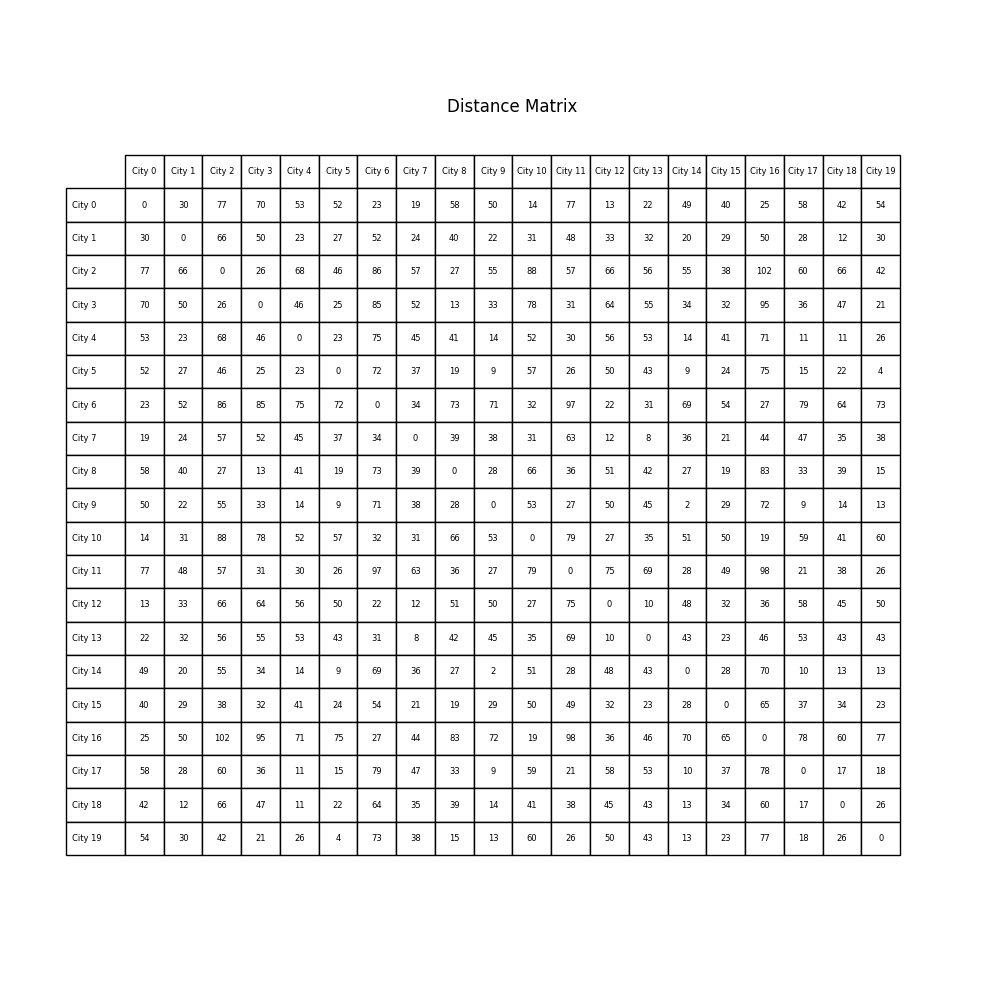 Distance Matrix
City 0 City 1 City 2 City 3 City 4 City 5 City 6 City 7 City 8 City 9 City 10 City 11 City 12 City 13 City 14 City 15 City 16 City 17 City 18 City 19
City 0 0 30 77 70 53 52 23 19 58 50 14 77 13 22 49 40 25 58 42 54
City 1 30 0 66 50 23 27 52 24 40 22 31 48 33 32 20 29 50 28 12 30
City 2 77 66 0 26 68 46 86 57 27 55 88 57 66 56 55 38 102 60 66 42
City 3 70 50 26 0 46 25 85 52 13 33 78 31 64 55 34 32 95 36 47 21
City 4 53 23 68 46 0 23 75 45 41 14 52 30 56 53 14 41 71 11 11 26
City 5 52 27 46 25 23 0 72 37 19 9 57 26 50 43 9 24 75 15 22 4
City 6 23 52 86 85 75 72 0 34 73 71 32 97 22 31 69 54 27 79 64 73
City 7 19 24 57 52 45 37 34 0 39 38 31 63 12 8 36 21 44 47 35 38
City 8 58 40 27 13 41 19 73 39 0 28 66 36 51 42 27 19 83 33 39 15
City 9 50 22 55 33 14 9 71 38 28 0 53 27 50 45 2 29 72 9 14 13
City 10 14 31 88 78 52 57 32 31 66 53 0 79 27 35 51 50 19 59 41 60
City 11 77 48 57 31 30 26 97 63 36 27 79 0 75 69 28 49 98 21 38 26
City 12 13 33 66 64 56 50 22 12 51 50 27 75 0 10 48 32 36 58 45 50
City 13 22 32 56 55 53 43 31 8 42 45 35 69 10 0 43 23 46 53 43 43
City 14 49 20 55 34 14 9 69 36 27 2 51 28 48 43 0 28 70 10 13 13
City 15 40 29 38 32 41 24 54 21 19 29 50 49 32 23 28 0 65 37 34 23
City 16 25 50 102 95 71 75 27 44 83 72 19 98 36 46 70 65 0 78 60 77
City 17 58 28 60 36 11 15 79 47 33 9 59 21 58 53 10 37 78 0 17 18
City 18 42 12 66 47 11 22 64 35 39 14 41 38 45 43 13 34 60 17 0 26
City 19 54 30 42 21 26 4 73 38 15 13 60 26 50 43 13 23 77 18 26 0